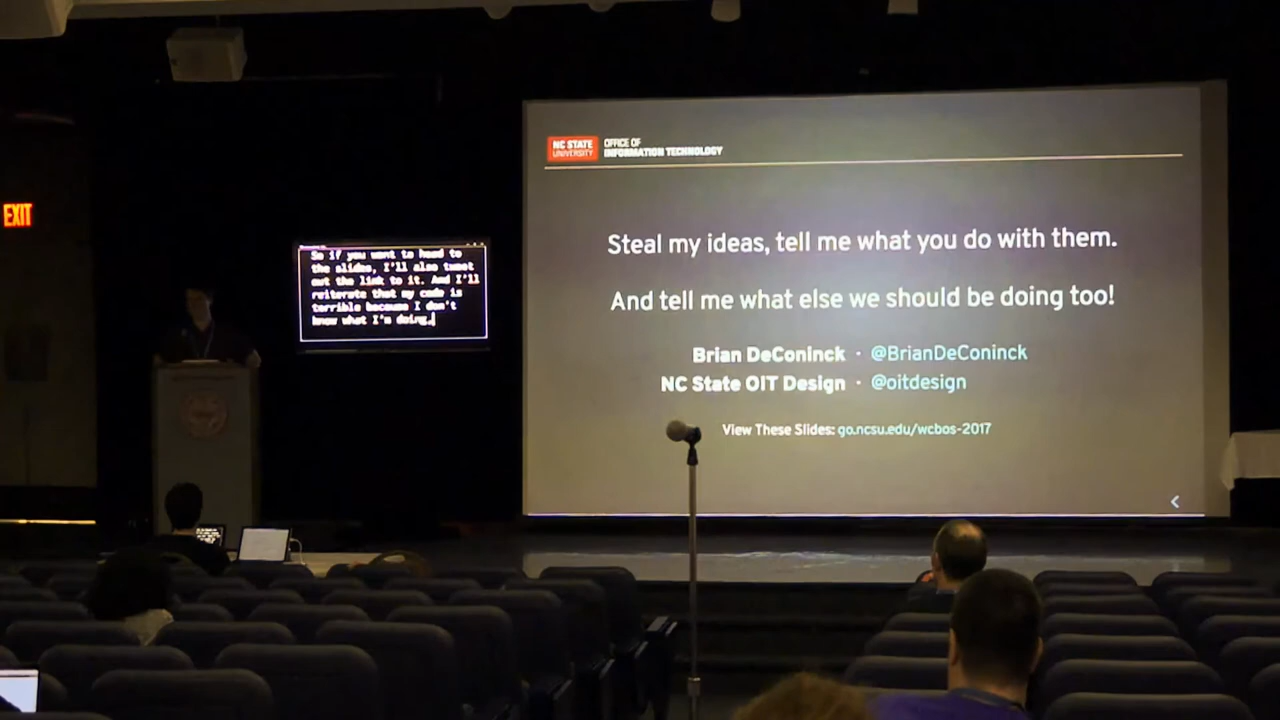 EXIT
So if you want to head to
the slides, I'll also tweet
out the link to it. And I'll
reiterate that my code is
terrible because I don't
know what I'm doing.
NC STATE
UNIVERSITY
OFFICE OF
INFORMATION TECHNOLOGY
Steal my ideas, tell me what you do with them.
And tell me what else we should be doing too!
Brian DeConinck · @BrianDeConinck
NC State OIT Design · @oitdesign
View These Slides: go.ncsu.edu/wcbos-2017